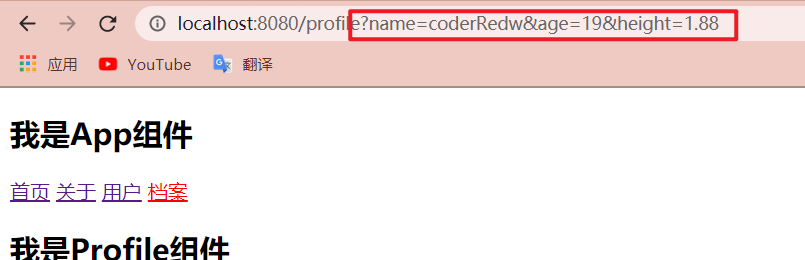 localhost:8080/profile?name=coderRedw&age=19&height=1.88
应用 YouTube 翻译
我是App组件
首页 关于 用户 档案
我是Profile组件